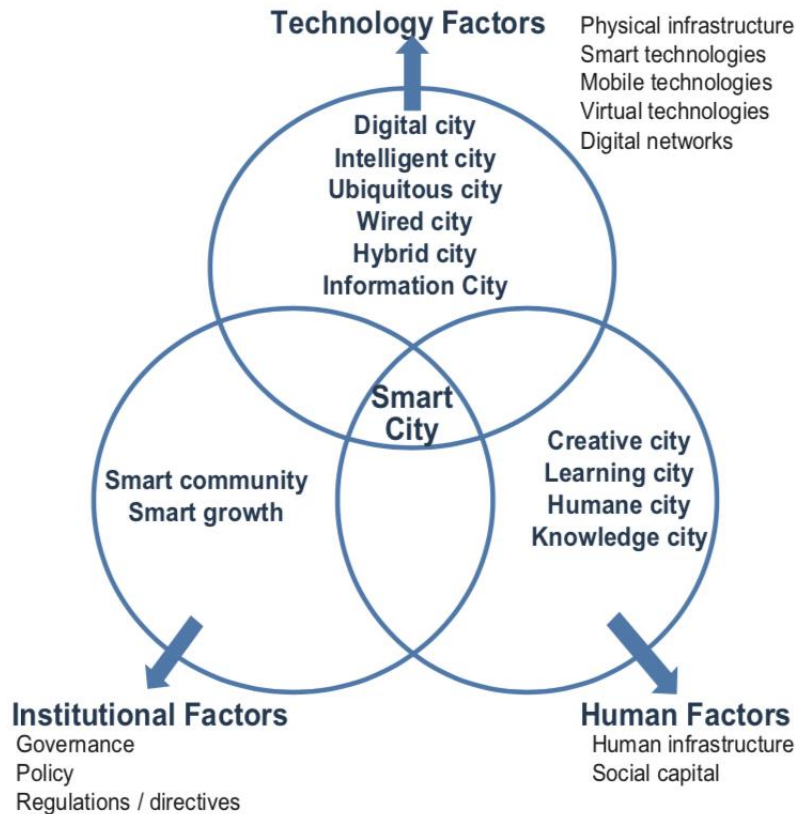 Technology Factors
Physical infrastructure
Smart technologies
Mobile technologies
Virtual technologies
Digital networks
Digital city
Intelligent city
Ubiquitous city
Wired city
Hybrid city
Information City
Smart
City
Smart community
Smart growth
Creative city
Learning city
Humane city
Knowledge city
Institutional Factors
Governance
Policy
Regulations / directives
Human Factors
Human infrastructure
Social capital